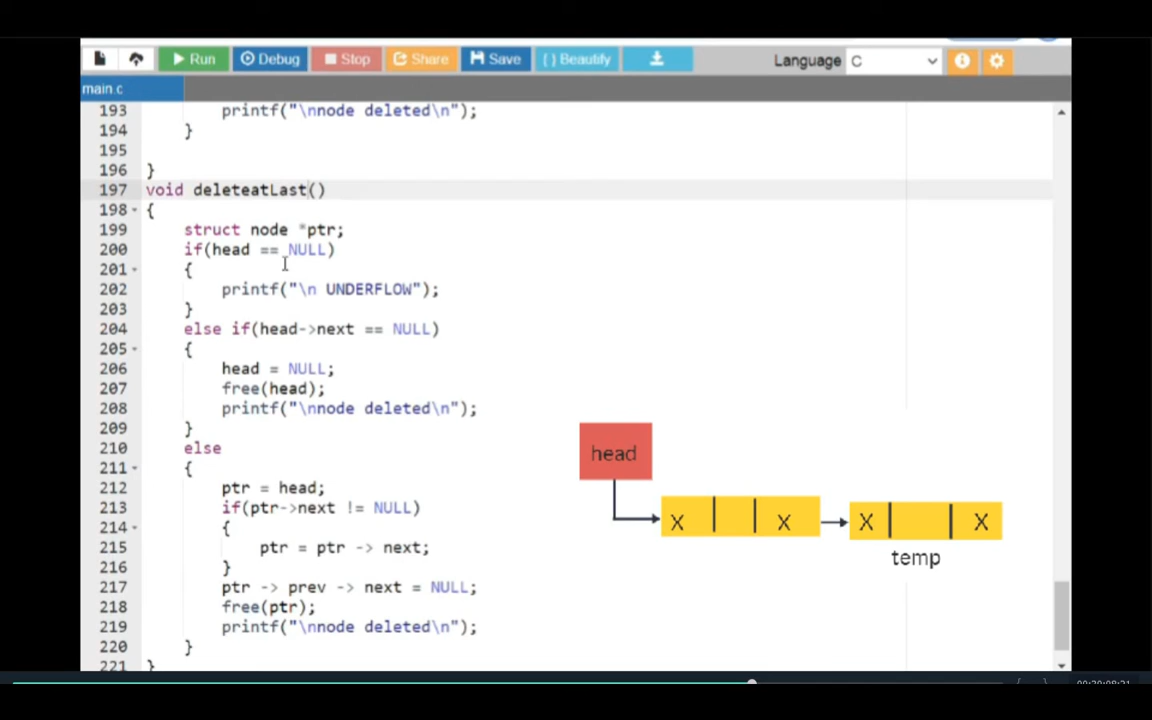 Run Debug Stop Share Save { } Beautify Language C
main.c
193 printf("\nnode deleted\n");
194 }
195
196 }
197 void deleteatLast()
198 {
199 struct node *ptr;
200 if(head == NULL)
201 {
202 printf("\n UNDERFLOW");
203 }
204 else if(head->next == NULL)
205 {
206 head = NULL;
207 free(head);
208 printf("\nnode deleted\n");
209 }
210 else
211 {
212 ptr = head;
213 if(ptr->next != NULL)
214 {
215 ptr = ptr -> next;
216 }
217 ptr -> prev -> next = NULL;
218 free(ptr);
219 printf("\nnode deleted\n");
220 }
221 }
head
X X X X
temp